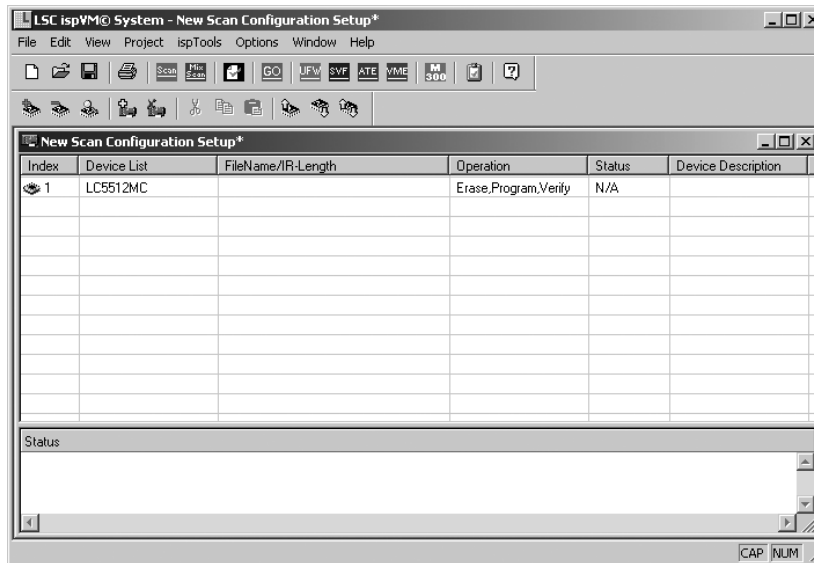 LSC ispVM© System - New Scan Configuration Setup*
File Edit View Project ispTools Options Window Help
Scan Mix Scan GO UFW SVF ATE VME M 300
New Scan Configuration Setup*
Index Device List FileName/IR-Length Operation Status Device Description
1 LC5512MC Erase,Program,Verify N/A
Status
CAP NUM